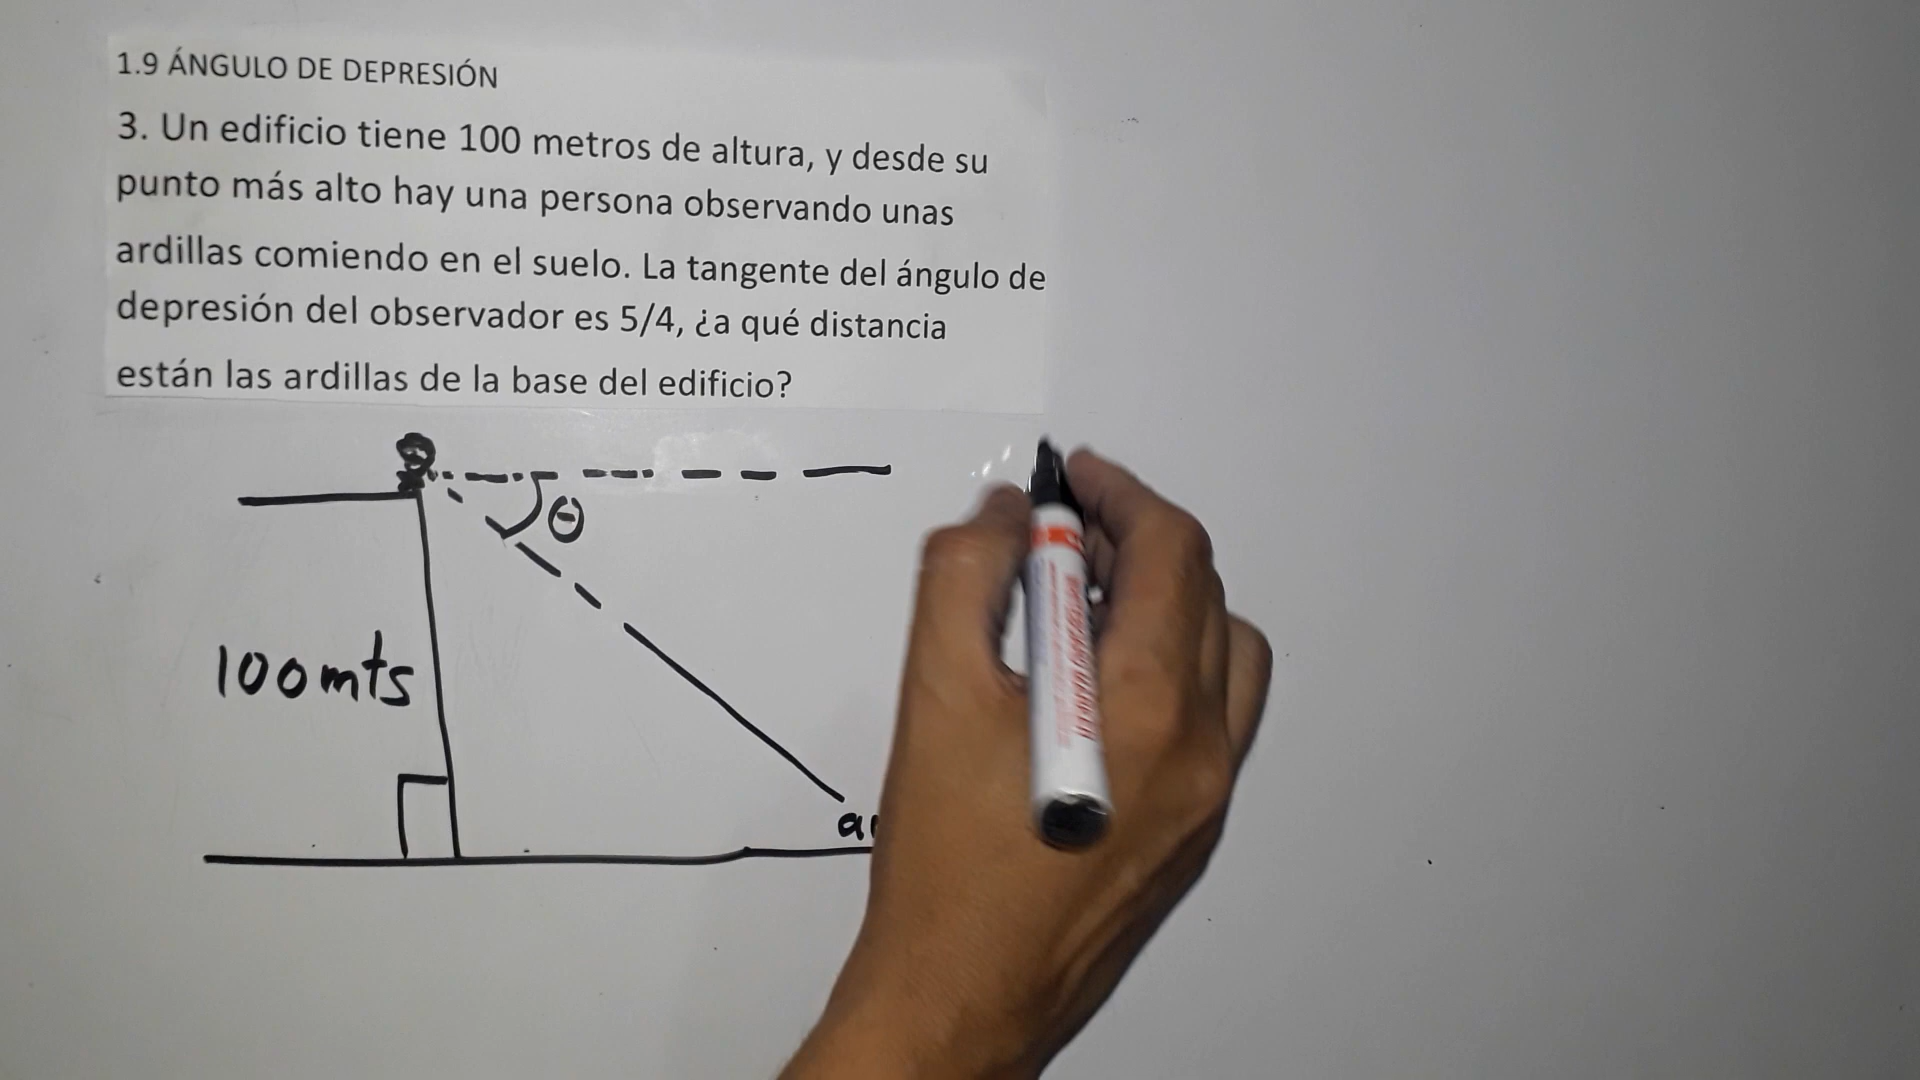 1.9 ÁNGULO DE DEPRESIÓN
3. Un edificio tiene 100 metros de altura, y desde su
punto más alto hay una persona observando unas
ardillas comiendo en el suelo. La tangente del ángulo de
depresión del observador es 5/4, ¿a qué distancia
están las ardillas de la base del edificio?
θ
100mts